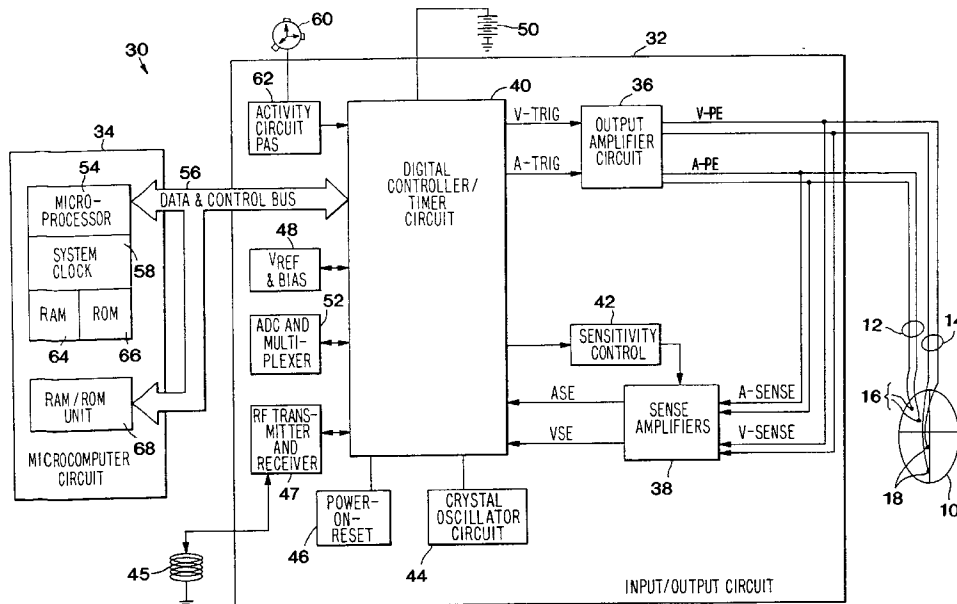 60
50
30
32
62
40
36
ACTIVITY
CIRCUIT
PAS
V-TRIG
V-PE
OUTPUT
AMPLIFIER
CIRCUIT
A-TRIG
A-PE
34
54
56
MICRO-
PROCESSOR
DATA & CONTROL BUS
DIGITAL
CONTROLLER/
TIMER
CIRCUIT
SYSTEM
CLOCK
58
48
VREF
& BIAS
RAM
ROM
64
66
52
ADC AND
MULTI-
PLEXER
42
SENSITIVITY
CONTROL
12
14
RAM/ROM
UNIT
68
MICROCOMPUTER
CIRCUIT
RF TRANS-
MITTER
AND
RECEIVER
47
ASE
VSE
SENSE
AMPLIFIERS
38
A-SENSE
V-SENSE
16
18
10
POWER-
ON-
RESET
46
CRYSTAL
OSCILLATOR
CIRCUIT
44
45
INPUT/OUTPUT CIRCUIT